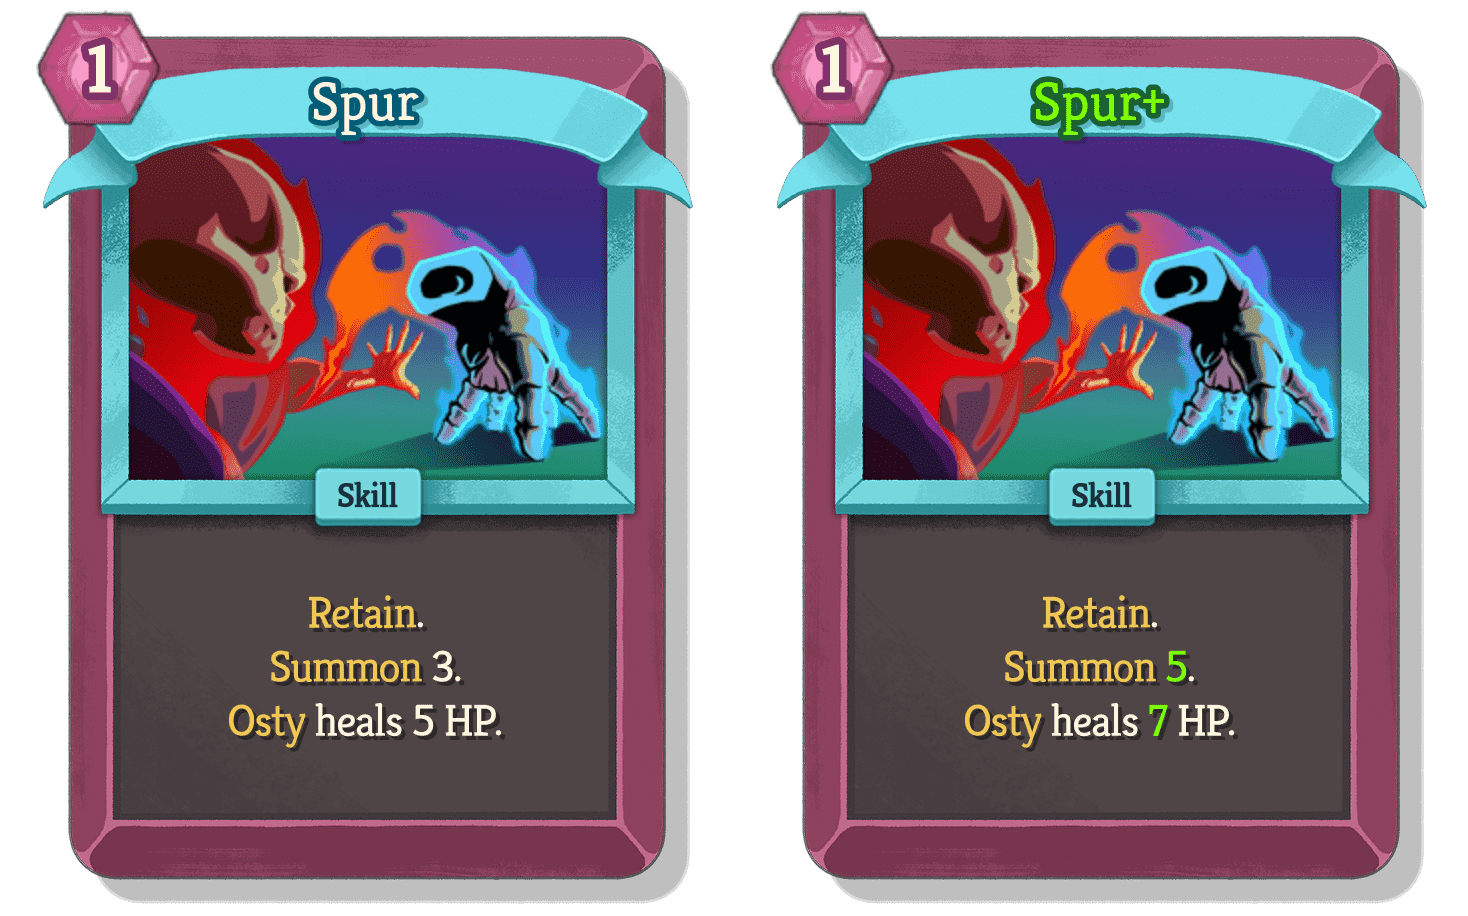 1
Spur
Skill
Retain.
Summon 3.
Osty heals 5 HP.
1
Spur+
Skill
Retain.
Summon 5.
Osty heals 7 HP.